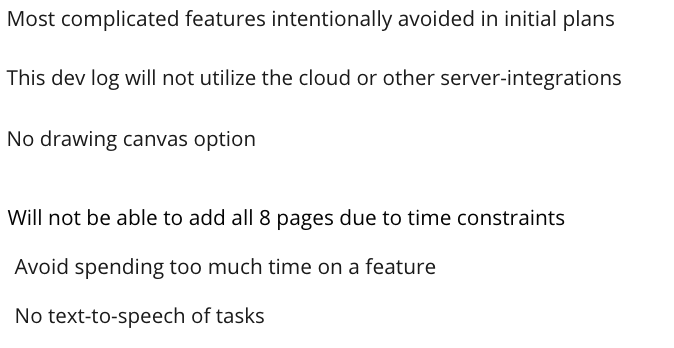 Most complicated features intentionally avoided in initial plans
This dev log will not utilize the cloud or other server-integrations
No drawing canvas option
Will not be able to add all 8 pages due to time constraints
Avoid spending too much time on a feature
No text-to-speech of tasks